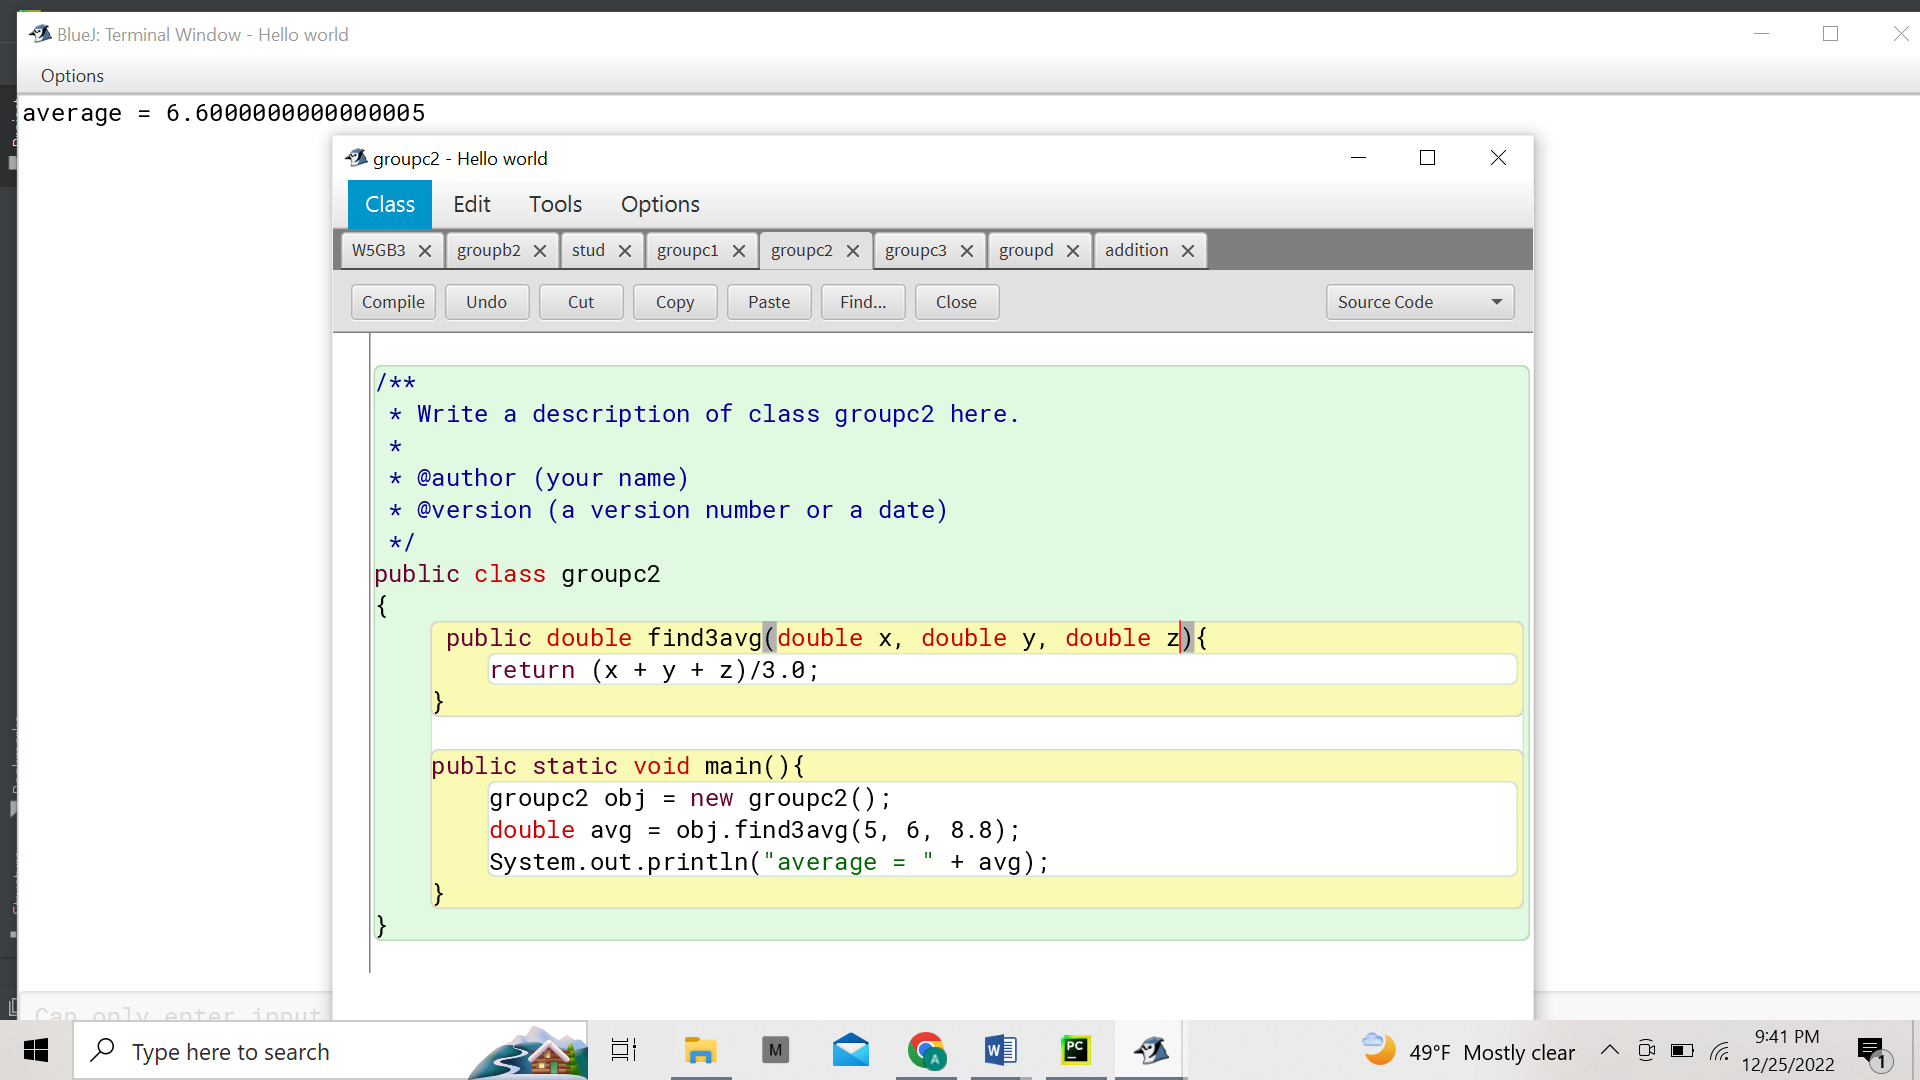 BlueJ: Terminal Window - Hello world
Options
average = 6.6000000000000005
groupc2 - Hello world
Class Edit Tools Options
W5GB3 groupb2 stud groupc1 groupc2 groupc3 groupd addition
Compile Undo Cut Copy Paste Find... Close Source Code
/**
 * Write a description of class groupc2 here.
 *
 * @author (your name)
 * @version (a version number or a date)
 */
public class groupc2
{
public double find3avg(double x, double y, double z){
return (x + y + z)/3.0;
}
public static void main(){
groupc2 obj = new groupc2();
double avg = obj.find3avg(5, 6, 8.8);
System.out.println("average = " + avg);
}
}
Can only enter input
Type here to search
M
A
W
PC
49°F Mostly clear
9:41 PM
12/25/2022
1